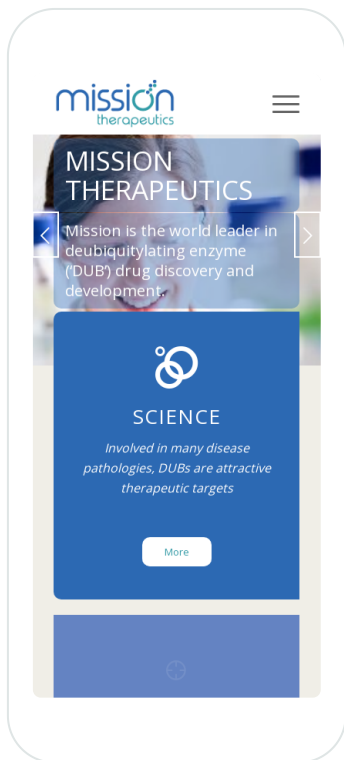 mission
therapeutics
MISSION
THERAPEUTICS
Mission is the world leader in
deubiquitylating enzyme
(‘DUB’) drug discovery and
development.
SCIENCE
Involved in many disease
pathologies, DUBs are attractive
therapeutic targets
More